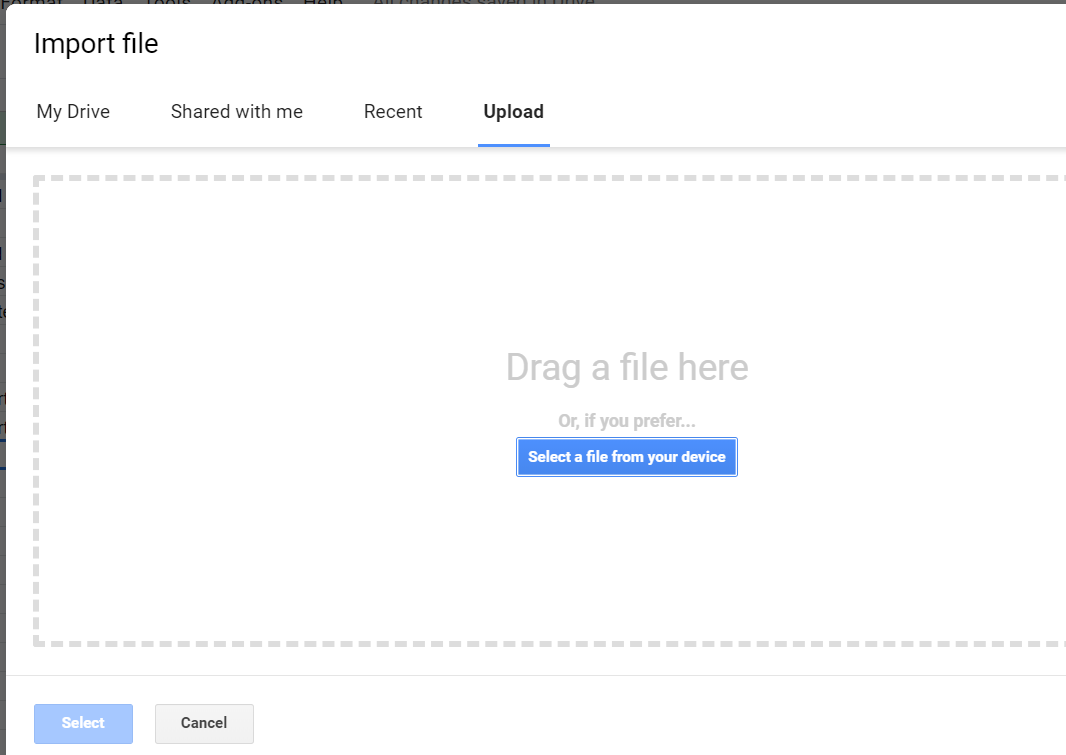 Format Data Tools Add-ons Help All changes saved in Drive
Import file
My Drive Shared with me Recent Upload
Drag a file here
Or, if you prefer...
Select a file from your device
Select Cancel